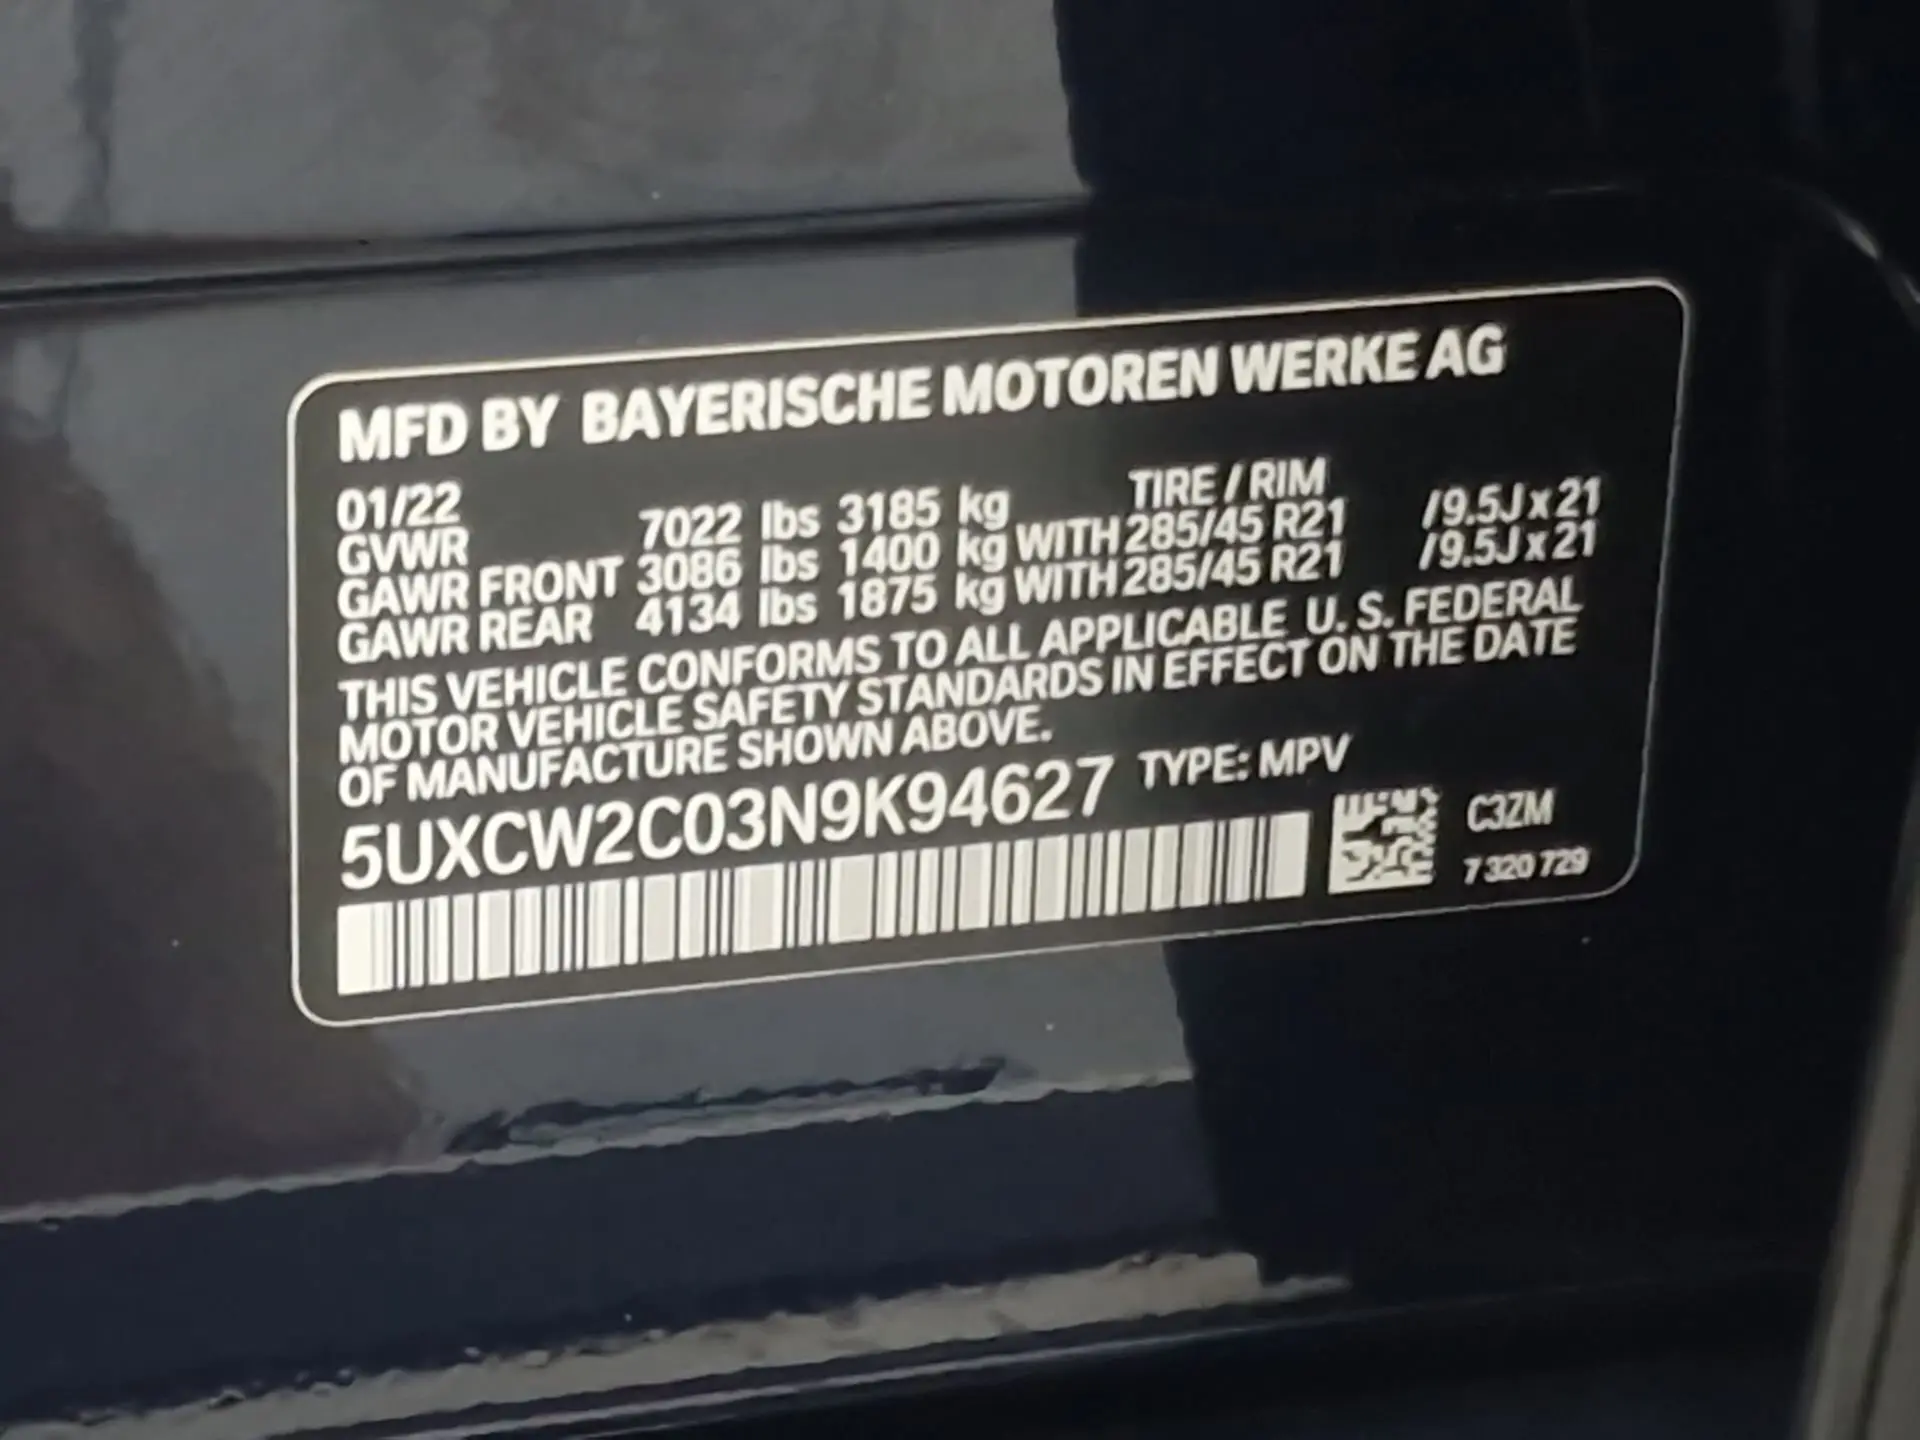 MFD BY BAYERISCHE MOTOREN WERKE AG
01/22 TIRE / RIM
GVWR 7022 lbs 3185 kg
GAWR FRONT 3086 lbs 1400 kg WITH 285/45 R21 /9.5J x 21
GAWR REAR 4134 lbs 1875 kg WITH 285/45 R21 /9.5J x 21
THIS VEHICLE CONFORMS TO ALL APPLICABLE U. S. FEDERAL
MOTOR VEHICLE SAFETY STANDARDS IN EFFECT ON THE DATE
OF MANUFACTURE SHOWN ABOVE.
5UXCW2C03N9K94627 TYPE: MPV
C3ZM
7 320 729